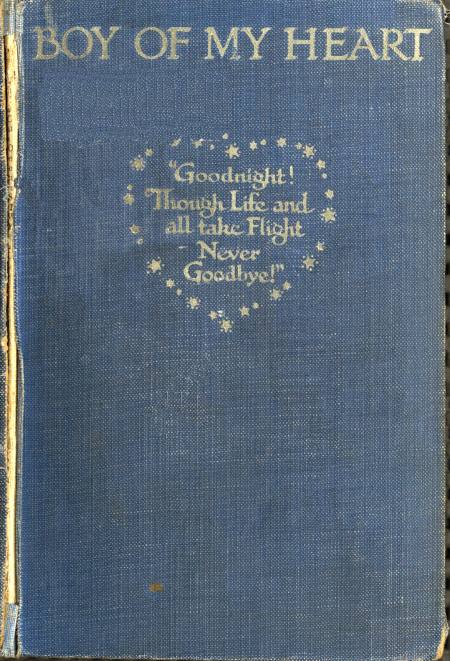 BOY OF MY HEART
"Goodnight!
Though Life and
all take Flight
Never
Goodbye!"